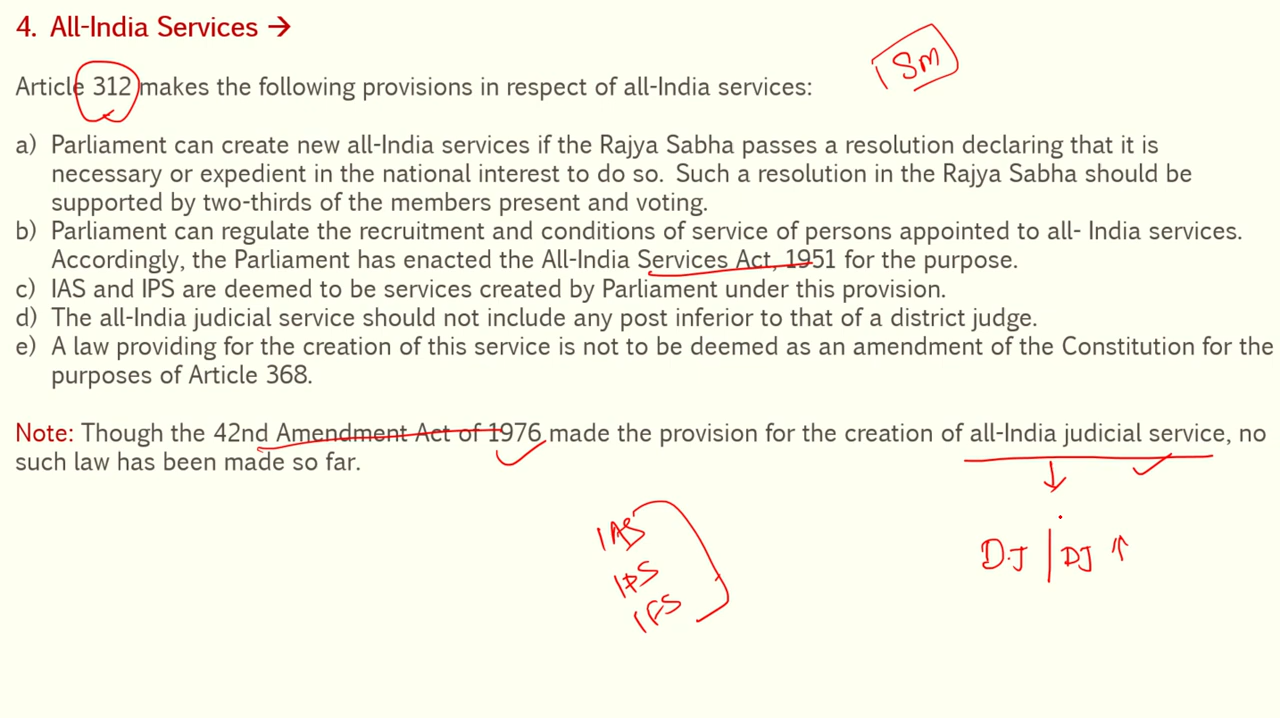 4. All-India Services →
SM
Article 312 makes the following provisions in respect of all-India services:
a) Parliament can create new all-India services if the Rajya Sabha passes a resolution declaring that it is
necessary or expedient in the national interest to do so. Such a resolution in the Rajya Sabha should be
supported by two-thirds of the members present and voting.
b) Parliament can regulate the recruitment and conditions of service of persons appointed to all- India services.
Accordingly, the Parliament has enacted the All-India Services Act, 1951 for the purpose.
c) IAS and IPS are deemed to be services created by Parliament under this provision.
d) The all-India judicial service should not include any post inferior to that of a district judge.
e) A law providing for the creation of this service is not to be deemed as an amendment of the Constitution for the
purposes of Article 368.
Note: Though the 42nd Amendment Act of 1976 made the provision for the creation of all-India judicial service, no
such law has been made so far.
↓
IAS
DJ | DJ ↑
IPS
IFS